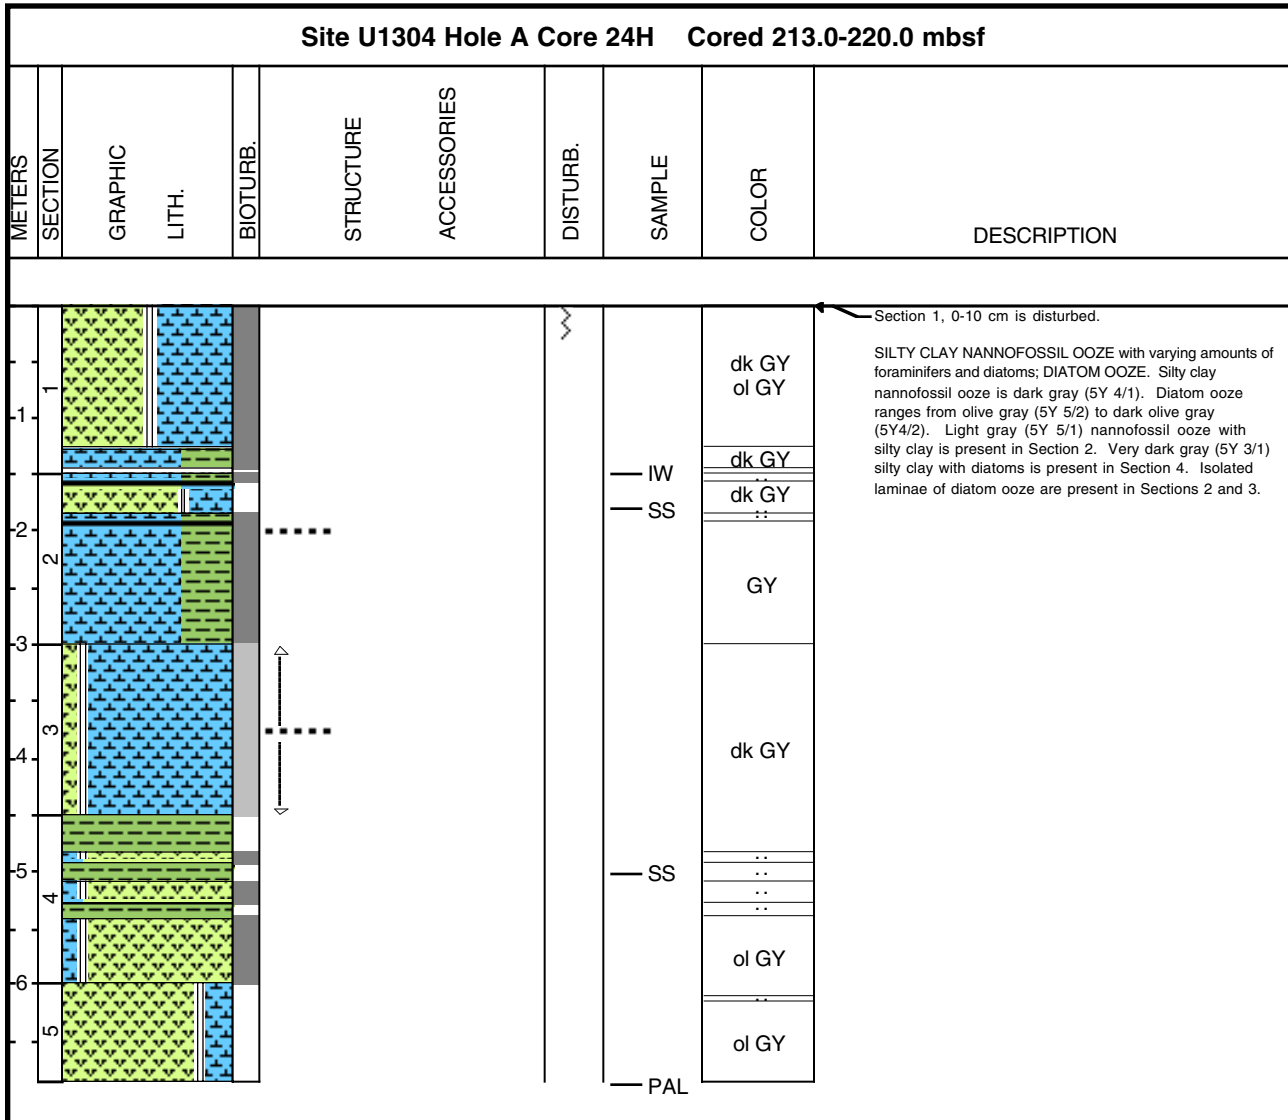 Site U1304 Hole A Core 24H Cored 213.0-220.0 mbsf
METERS
SECTION
GRAPHIC
LITH.
BIOTURB.
STRUCTURE
ACCESSORIES
DISTURB.
SAMPLE
COLOR
DESCRIPTION
Section 1, 0-10 cm is disturbed.
SILTY CLAY NANNOFOSSIL OOZE with varying amounts of
foraminifers and diatoms; DIATOM OOZE. Silty clay
nannofossil ooze is dark gray (5Y 4/1). Diatom ooze
ranges from olive gray (5Y 5/2) to dark olive gray
(5Y4/2). Light gray (5Y 5/1) nannofossil ooze with
silty clay is present in Section 2. Very dark gray (5Y 3/1)
silty clay with diatoms is present in Section 4. Isolated
laminae of diatom ooze are present in Sections 2 and 3.
1
dk GY
ol GY
1
dk GY
IW
dk GY
SS
2
2
GY
3
3
dk GY
4
5
SS
4
ol GY
6
5
ol GY
PAL